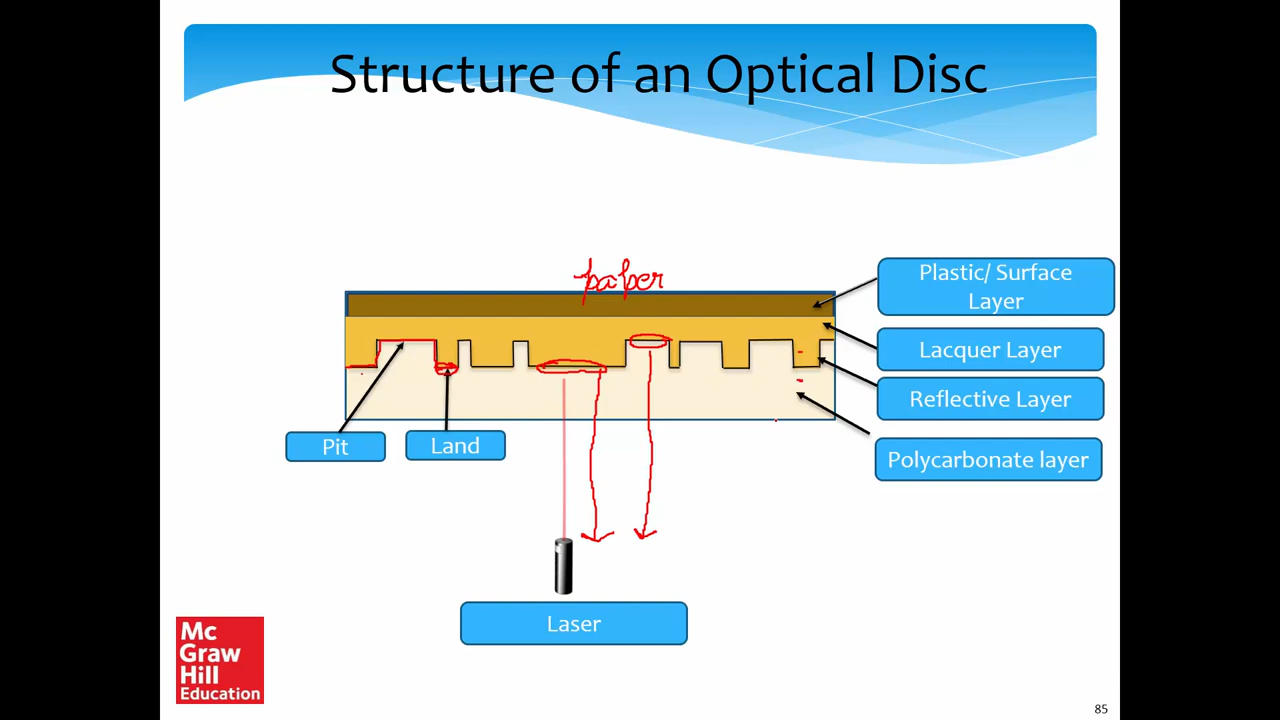 Structure of an Optical Disc
paper
Plastic/ Surface
Layer
Lacquer Layer
Reflective Layer
Pit
Land
Polycarbonate layer
Laser
Mc
Graw
Hill
Education
85